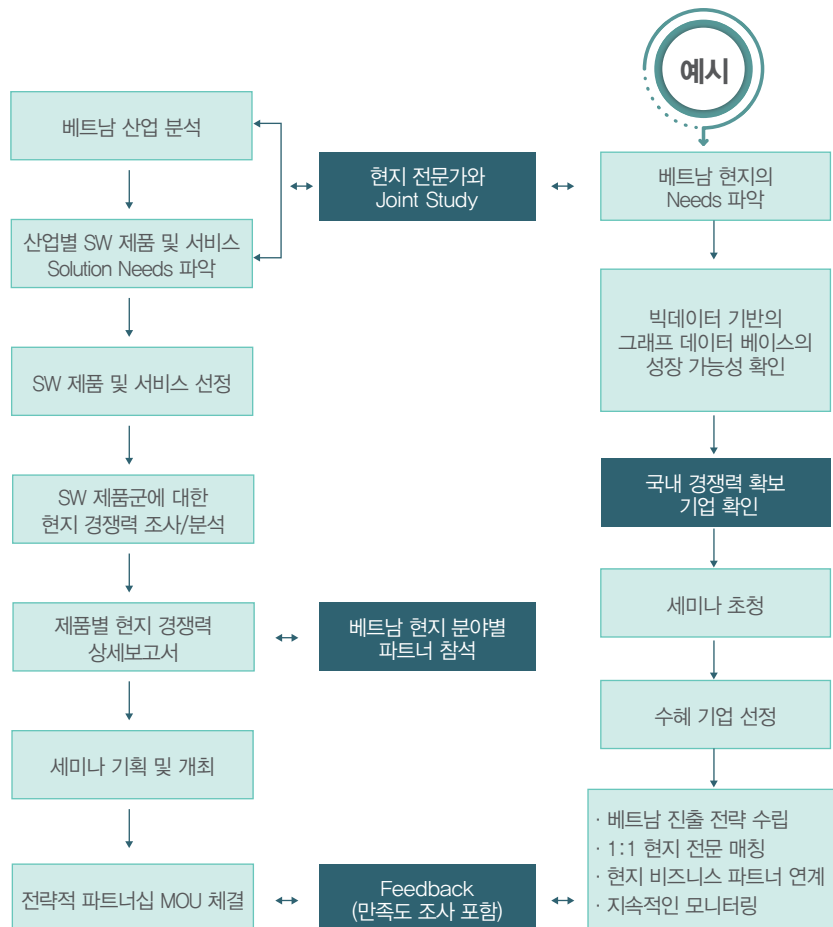 예시
베트남 산업 분석
산업별 SW 제품 및 서비스
Solution Needs 파악
SW 제품 및 서비스 선정
SW 제품군에 대한
현지 경쟁력 조사/분석
제품별 현지 경쟁력
상세보고서
세미나 기획 및 개최
전략적 파트너십 MOU 체결
현지 전문가와
Joint Study
베트남 현지 분야별
파트너 참석
Feedback
(만족도 조사 포함)
베트남 현지의
Needs 파악
빅데이터 기반의
그래프 데이터 베이스의
성장 가능성 확인
국내 경쟁력 확보
기업 확인
세미나 초청
수혜 기업 선정
· 베트남 진출 전략 수립
· 1:1 현지 전문 매칭
· 현지 비즈니스 파트너 연계
· 지속적인 모니터링